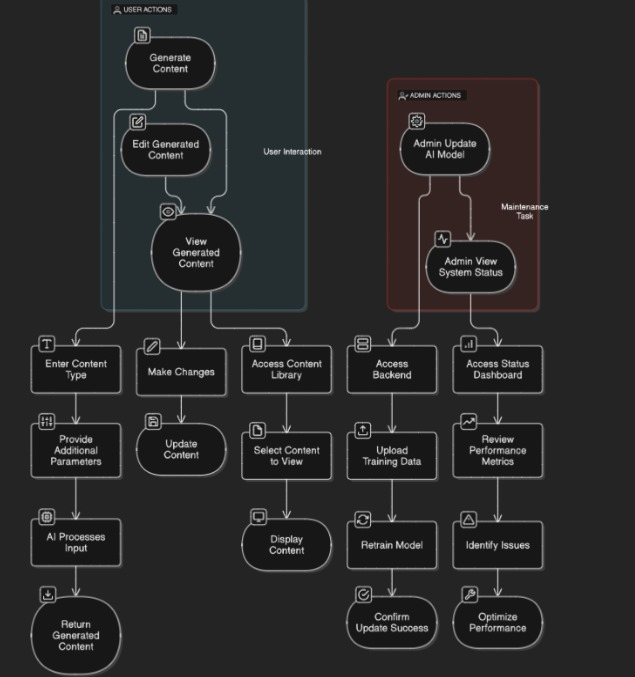 USER ACTIONS
Generate
Content
Edit Generated
Content
User Interaction
View
Generated
Content
ADMIN ACTIONS
Admin Update
AI Model
Maintenance
Task
Admin View
System Status
Enter Content
Type
Make Changes
Access Content
Library
Access
Backend
Access Status
Dashboard
Provide
Additional
Parameters
Update
Content
Select Content
to View
Upload
Training Data
Review
Performance
Metrics
AI Processes
Input
Display
Content
Retrain Model
Identify Issues
Return
Generated
Content
Confirm
Update Success
Optimize
Performance